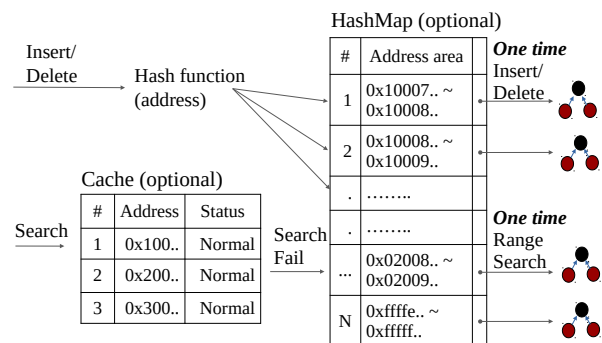 HashMap (optional)
Insert/
Delete
Hash function
(address)
# Address area
1 0x10007.. ~
0x10008..
2 0x10008.. ~
0x10009..
. ........
. ........
... 0x02008.. ~
0x02009..
N 0xffffe.. ~
0xfffff..
One time
Insert/
Delete
Cache (optional)
Search
# Address Status
1 0x100.. Normal
2 0x200.. Normal
3 0x300.. Normal
Search
Fail
One time
Range
Search